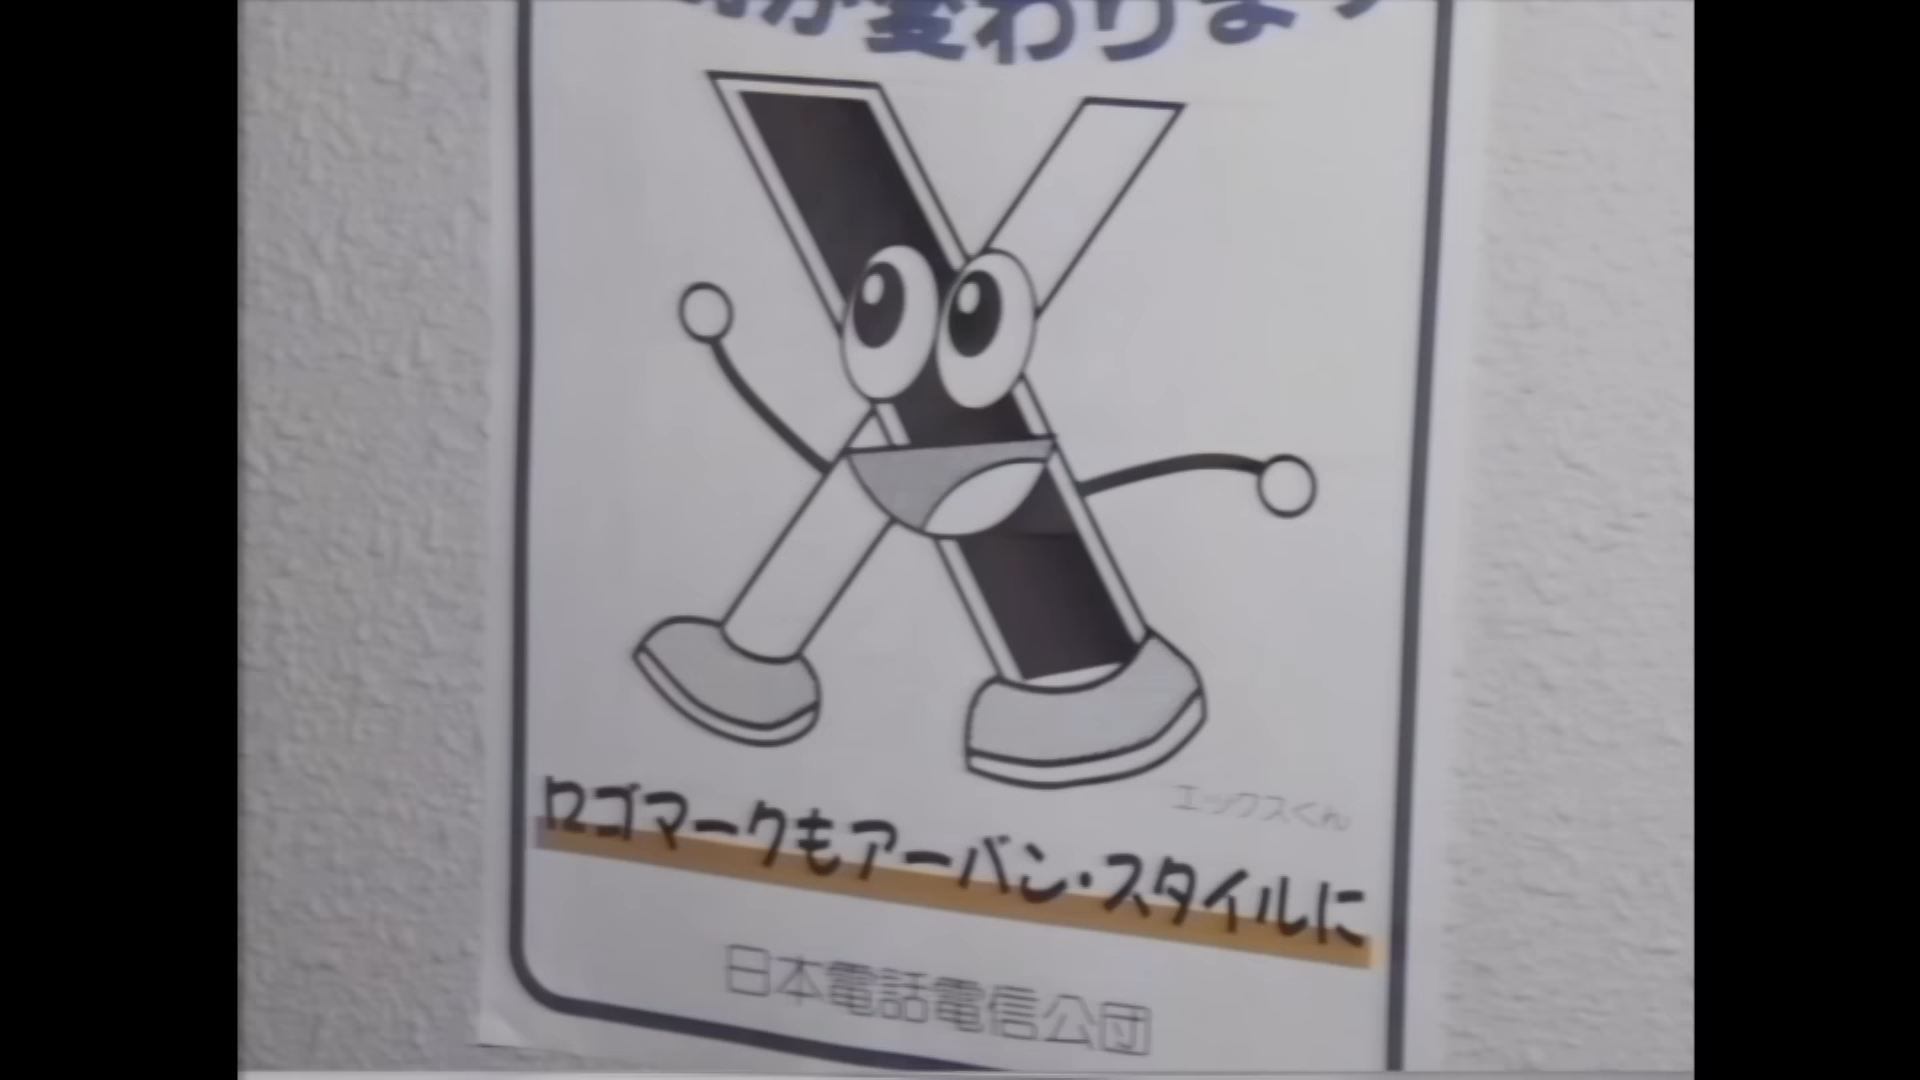 が変わります
エックスくん
ロゴマークもアーバン・スタイルに
日本電話電信公団